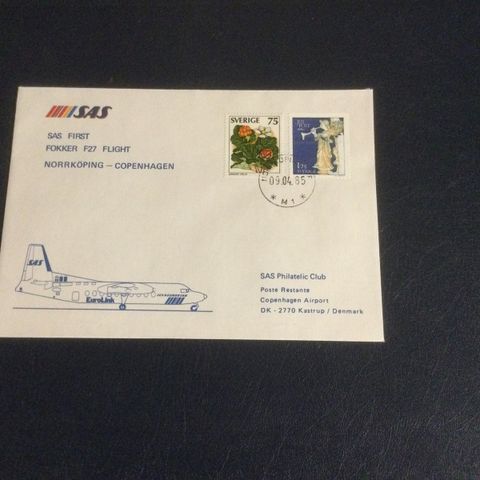 SAS
SAS FIRST
FOKKER F27 FLIGHT
NORRKÖPING — COPENHAGEN
SVERIGE 75
09.04.85
* M 1 *
SAS
EuroLink
SAS Philatelic Club
Poste Restante
Copenhagen Airport
DK - 2770 Kastrup / Denmark